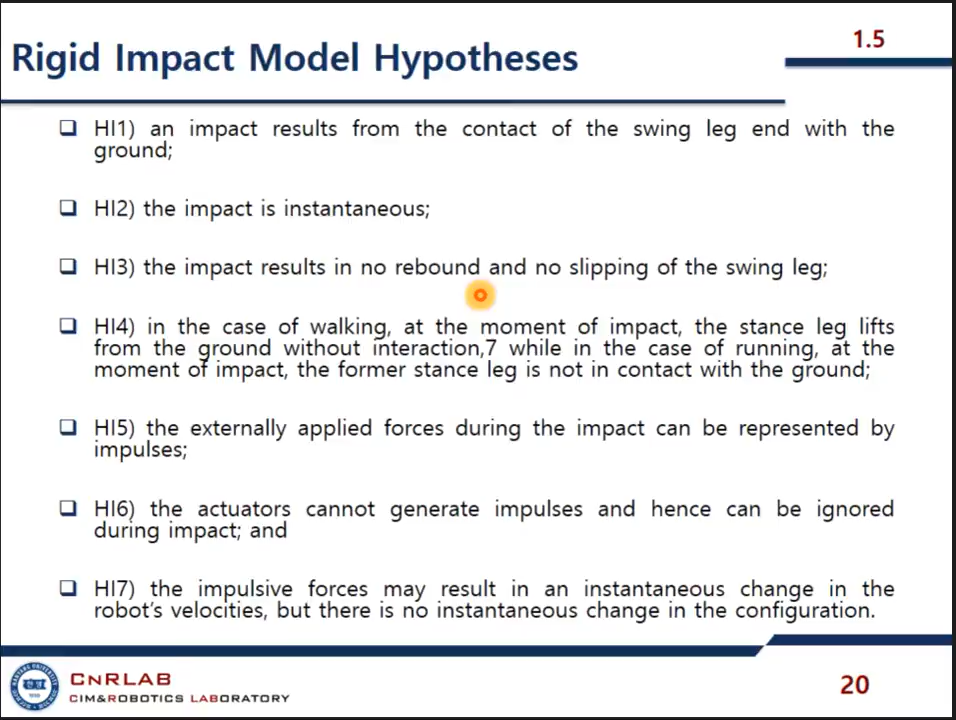 1.5
Rigid Impact Model Hypotheses
HI1) an impact results from the contact of the swing leg end with the
ground;
HI2) the impact is instantaneous;
HI3) the impact results in no rebound and no slipping of the swing leg;
HI4) in the case of walking, at the moment of impact, the stance leg lifts
from the ground without interaction,7 while in the case of running, at the
moment of impact, the former stance leg is not in contact with the ground;
HI5) the externally applied forces during the impact can be represented by
impulses;
HI6) the actuators cannot generate impulses and hence can be ignored
during impact; and
HI7) the impulsive forces may result in an instantaneous change in the
robot's velocities, but there is no instantaneous change in the configuration.
CNRLAB
CIM&ROBOTICS LABORATORY
20